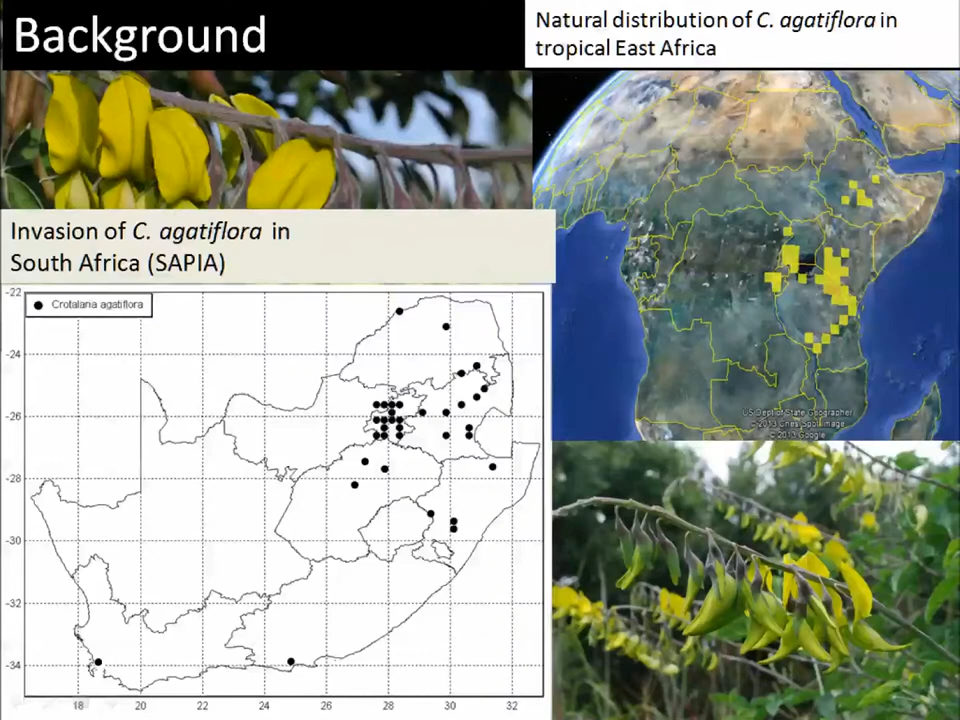 Background
Natural distribution of C. agatiflora in
tropical East Africa
Invasion of C. agatiflora in
South Africa (SAPIA)
Crotalaria agatiflora
-22
-24
-26
-28
-30
-32
-34
18 20 22 24 26 28 30 32
US Dept of State Geographer
© 2013 Cnes/Spot Image
© 2013 Google